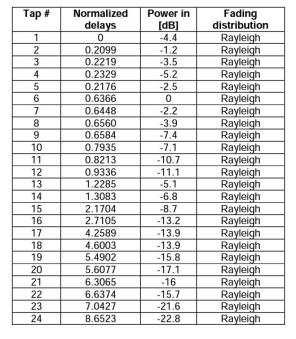 Tap # Normalized delays Power in [dB] Fading distribution
1 0 -4.4 Rayleigh
2 0.2099 -1.2 Rayleigh
3 0.2219 -3.5 Rayleigh
4 0.2329 -5.2 Rayleigh
5 0.2176 -2.5 Rayleigh
6 0.6366 0 Rayleigh
7 0.6448 -2.2 Rayleigh
8 0.6560 -3.9 Rayleigh
9 0.6584 -7.4 Rayleigh
10 0.7935 -7.1 Rayleigh
11 0.8213 -10.7 Rayleigh
12 0.9336 -11.1 Rayleigh
13 1.2285 -5.1 Rayleigh
14 1.3083 -6.8 Rayleigh
15 2.1704 -8.7 Rayleigh
16 2.7105 -13.2 Rayleigh
17 4.2589 -13.9 Rayleigh
18 4.6003 -13.9 Rayleigh
19 5.4902 -15.8 Rayleigh
20 5.6077 -17.1 Rayleigh
21 6.3065 -16 Rayleigh
22 6.6374 -15.7 Rayleigh
23 7.0427 -21.6 Rayleigh
24 8.6523 -22.8 Rayleigh